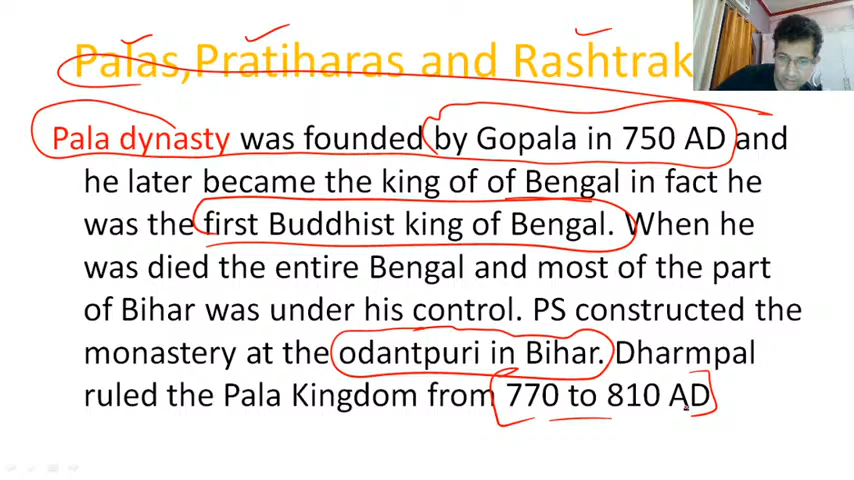 Palas,Pratiharas and Rashtrak
Pala dynasty was founded by Gopala in 750 AD and
he later became the king of of Bengal in fact he
was the first Buddhist king of Bengal. When he
was died the entire Bengal and most of the part
of Bihar was under his control. PS constructed the
monastery at the odantpuri in Bihar. Dharmpal
ruled the Pala Kingdom from 770 to 810 AD